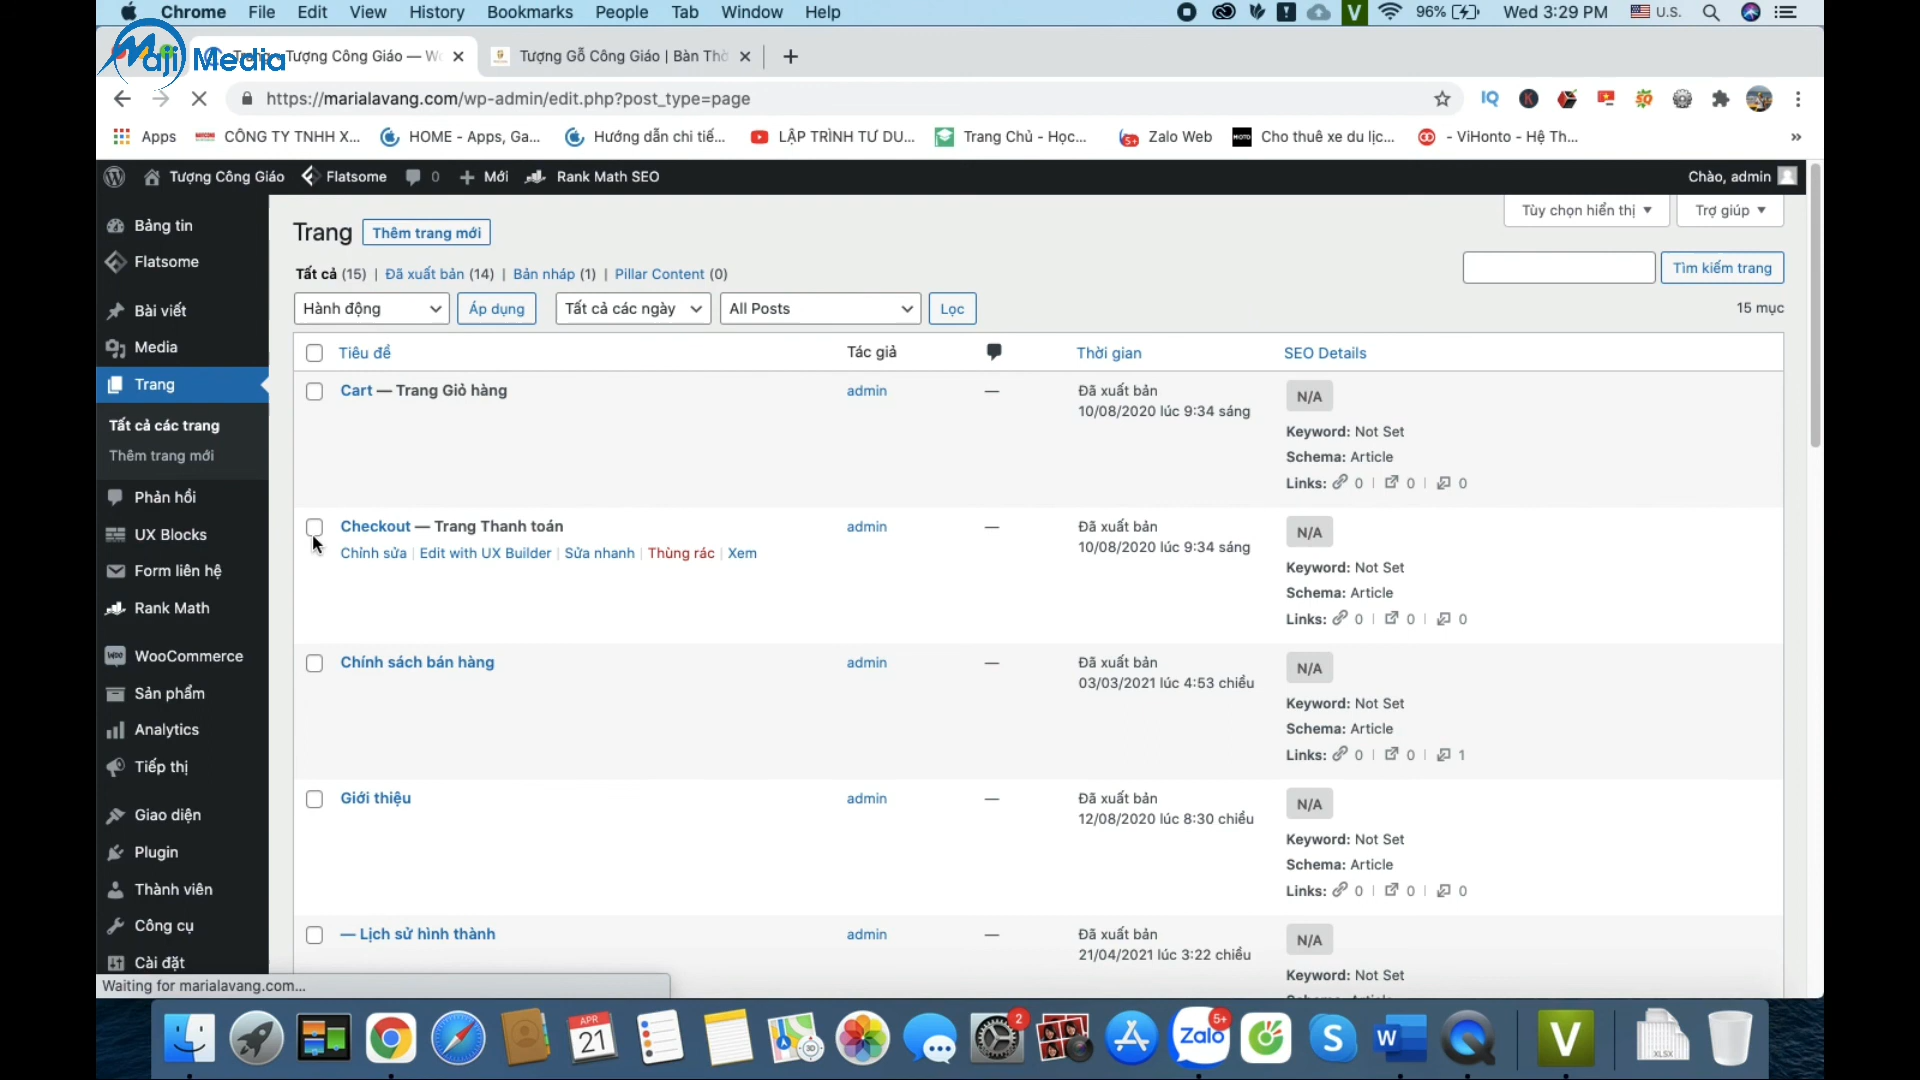 Chrome File Edit View History Bookmarks People Tab Window Help
V 96% Wed 3:29 PM U.S.
Maji Media
Tượng Công Giáo — Wo
Tượng Gỗ Công Giáo | Bàn Thờ
https://marialavang.com/wp-admin/edit.php?post_type=page
Apps CÔNG TY TNHH X... HOME - Apps, Ga... Hướng dẫn chi tiế... LẬP TRÌNH TƯ DU... Trang Chủ - Học... Zalo Web Cho thuê xe du lịc... - ViHonto - Hệ Th... »
Tượng Công Giáo Flatsome 0 Mới Rank Math SEO Chào, admin
Tùy chọn hiển thị Trợ giúp
Bảng tin
Flatsome
Bài viết
Media
Trang
Tất cả các trang
Thêm trang mới
Phản hồi
UX Blocks
Form liên hệ
Rank Math
WooCommerce
Sản phẩm
Analytics
Tiếp thị
Giao diện
Plugin
Thành viên
Công cụ
Cài đặt
Trang Thêm trang mới
Tất cả (15) | Đã xuất bản (14) | Bản nháp (1) | Pillar Content (0)
Tìm kiếm trang
Hành động Áp dụng Tất cả các ngày All Posts Lọc 15 mục
Tiêu đề Tác giả Thời gian SEO Details
Cart — Trang Giỏ hàng admin — Đã xuất bản N/A
10/08/2020 lúc 9:34 sáng
Keyword: Not Set
Schema: Article
Links: 0 | 0 | 0
Checkout — Trang Thanh toán admin — Đã xuất bản N/A
Chỉnh sửa | Edit with UX Builder | Sửa nhanh | Thùng rác | Xem 10/08/2020 lúc 9:34 sáng
Keyword: Not Set
Schema: Article
Links: 0 | 0 | 0
Chính sách bán hàng admin — Đã xuất bản N/A
03/03/2021 lúc 4:53 chiều
Keyword: Not Set
Schema: Article
Links: 0 | 0 | 1
Giới thiệu admin — Đã xuất bản N/A
12/08/2020 lúc 8:30 chiều
Keyword: Not Set
Schema: Article
Links: 0 | 0 | 0
— Lịch sử hình thành admin — Đã xuất bản N/A
21/04/2021 lúc 3:22 chiều
Keyword: Not Set
Waiting for marialavang.com...
APR
21
3D
2
Zalo
5+
S
W
V
XLSX